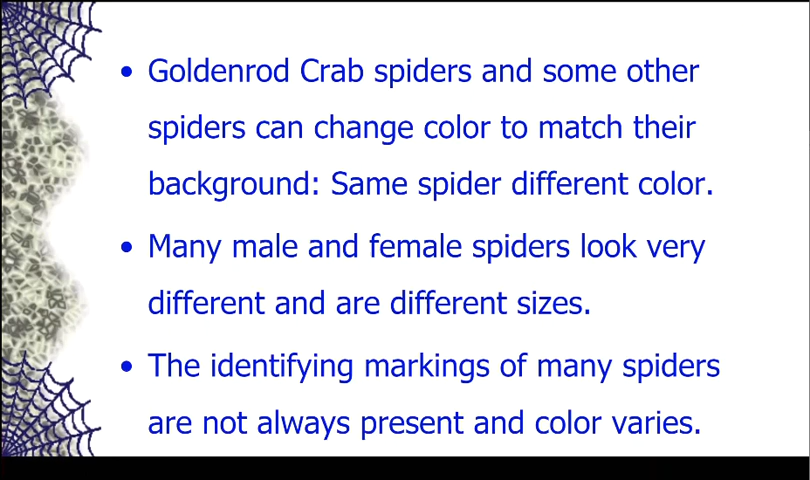 • Goldenrod Crab spiders and some other
spiders can change color to match their
background: Same spider different color.
• Many male and female spiders look very
different and are different sizes.
• The identifying markings of many spiders
are not always present and color varies.